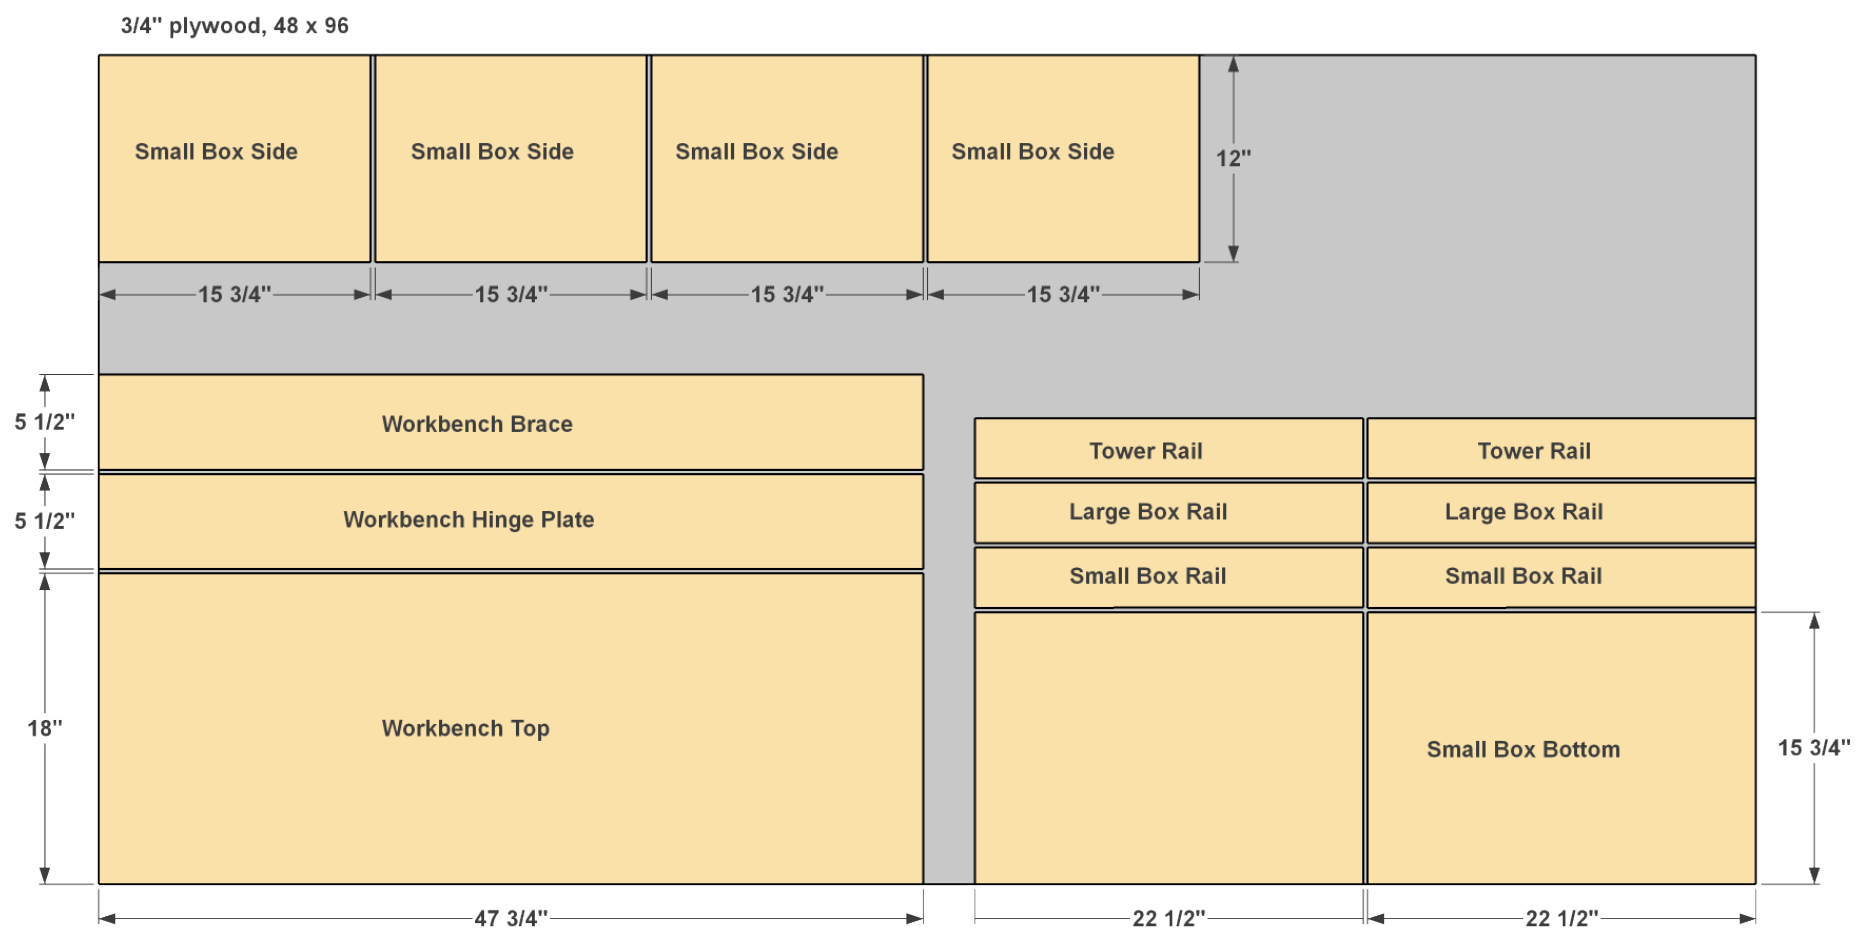 3/4" plywood, 48 x 96
Small Box Side
Small Box Side
Small Box Side
Small Box Side
12"
15 3/4"
15 3/4"
15 3/4"
15 3/4"
5 1/2"
Workbench Brace
Tower Rail
Tower Rail
5 1/2"
Workbench Hinge Plate
Large Box Rail
Large Box Rail
Small Box Rail
Small Box Rail
18"
Workbench Top
Small Box Bottom
15 3/4"
47 3/4"
22 1/2"
22 1/2"